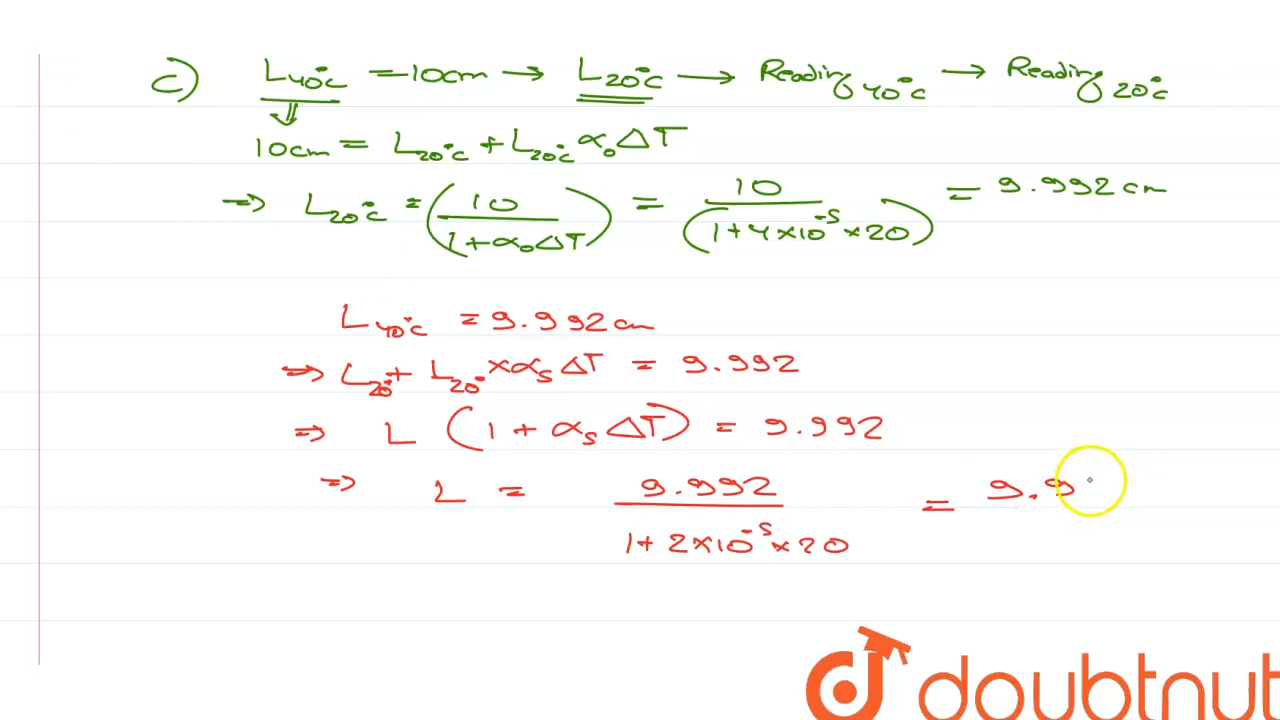 C) L40°C = 10cm → L20°C → Reading 40°C → Reading 20°C
⇓
10cm = L20°C + L20°C α₀ΔT
⇒ L20°C = (10 / (1+α₀ΔT)) = 10 / (1+4×10⁻⁵×20) = 9.992 cm
L40°C = 9.992 cm
⇒ L20° + L20° × αₛ ΔT = 9.992
⇒ L (1 + αₛ ΔT) = 9.992
⇒ L = 9.992 / (1+2×10⁻⁵×20) = 9.9
doubtnut